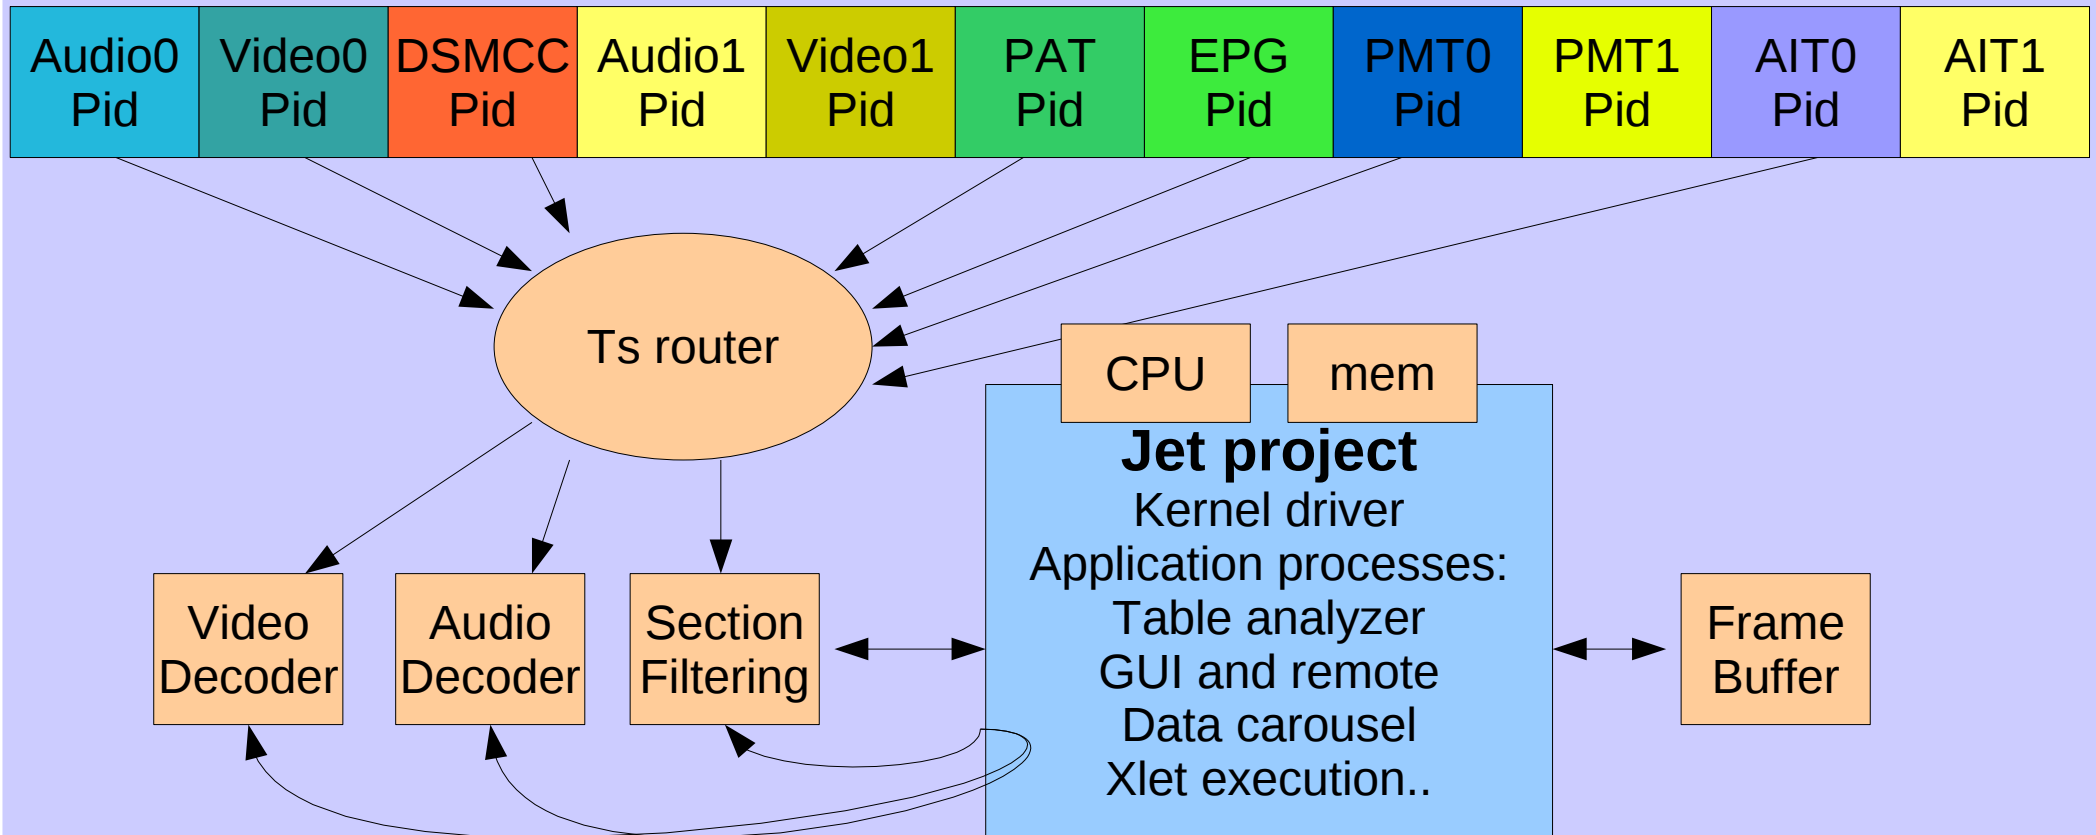 Audio0 Video0 DSMCC Audio1 Video1 PAT EPG PMT0 PMT1 AIT0 AIT1
Pid Pid Pid Pid Pid Pid Pid Pid Pid Pid Pid
Ts router
CPU mem
Jet project
Kernel driver
Application processes:
Table analyzer
GUI and remote
Data carousel
Xlet execution..
Video
Decoder
Audio
Decoder
Section
Filtering
Frame
Buffer